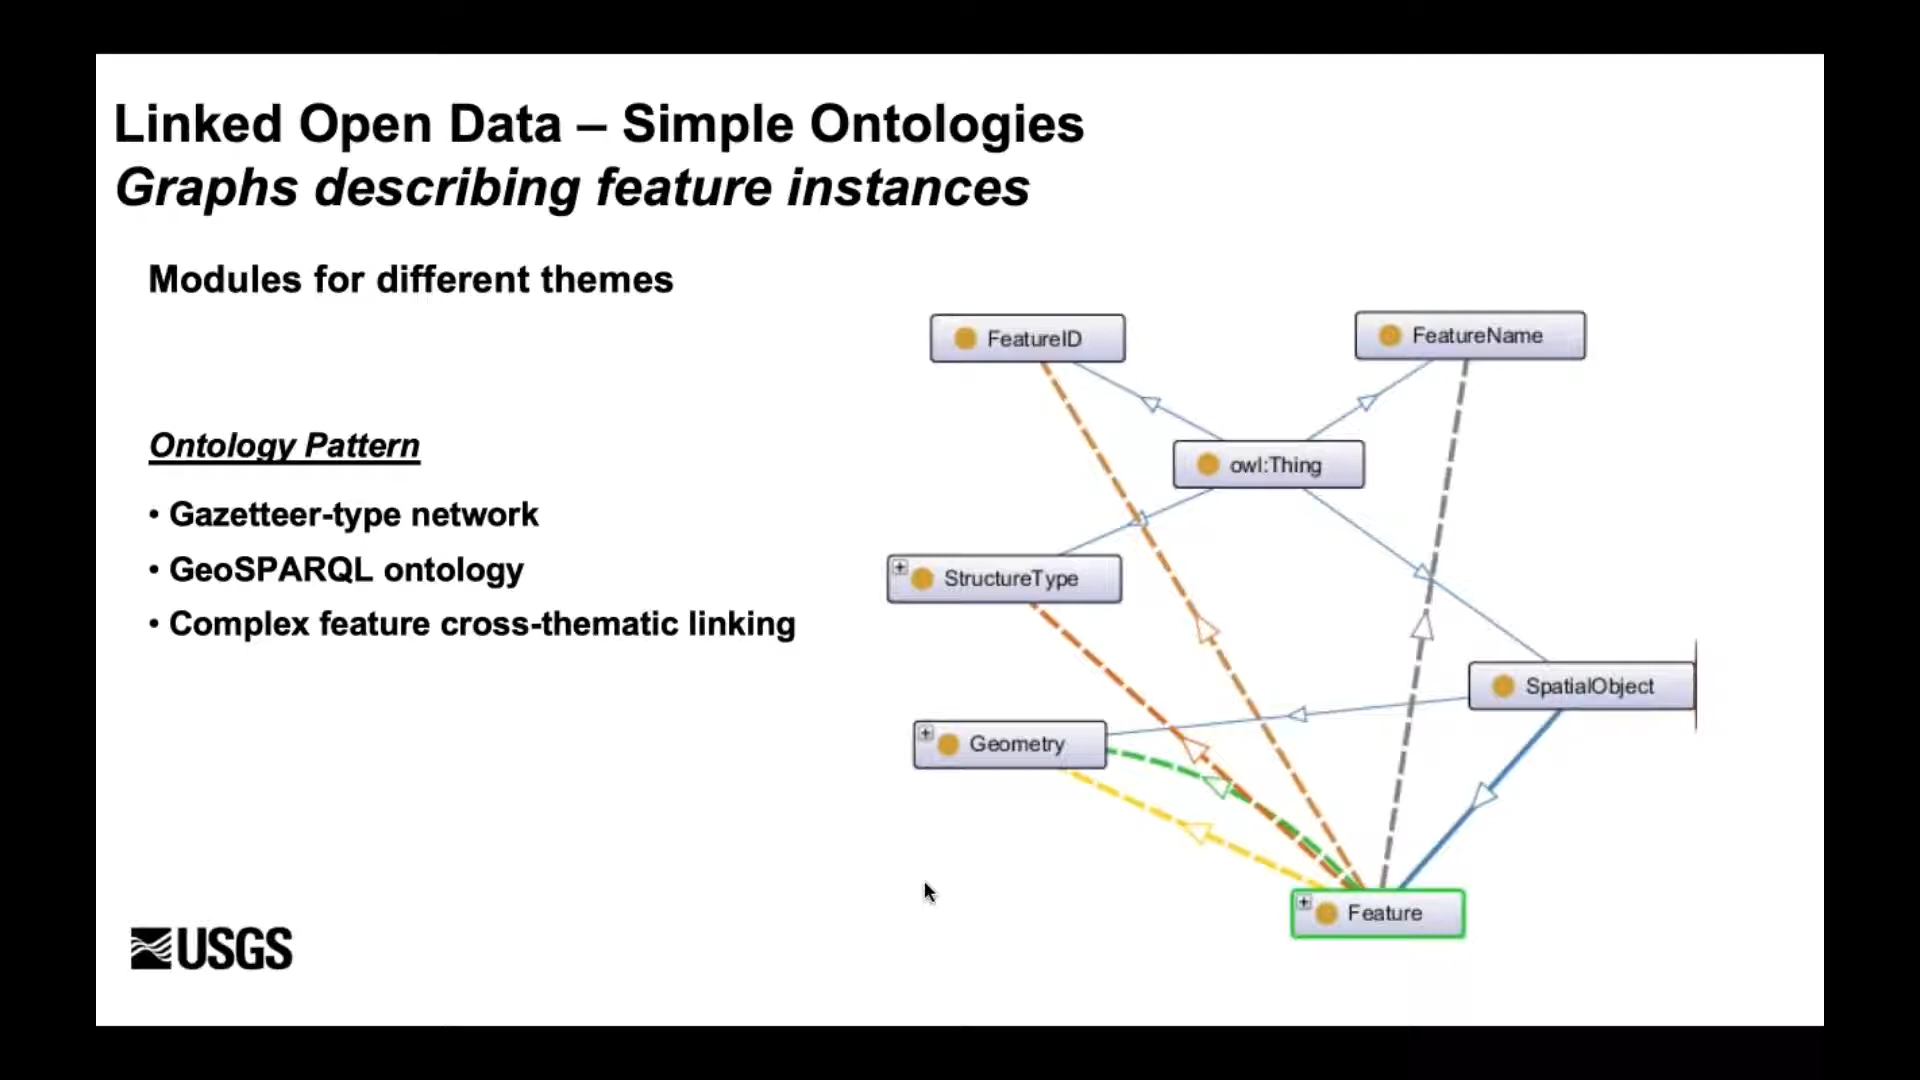 Linked Open Data – Simple Ontologies
Graphs describing feature instances
Modules for different themes
Ontology Pattern
• Gazetteer-type network
• GeoSPARQL ontology
• Complex feature cross-thematic linking
FeatureID
FeatureName
owl:Thing
StructureType
SpatialObject
Geometry
Feature
USGS